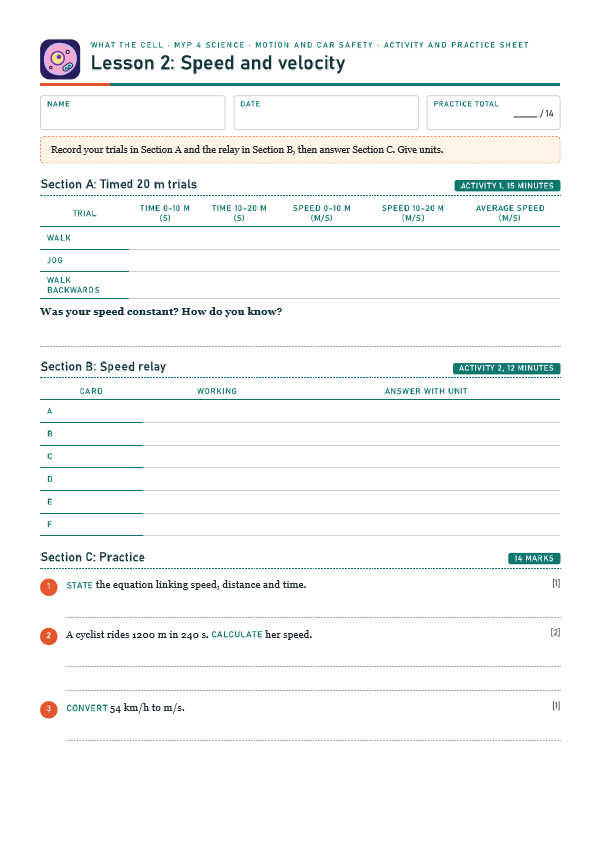 WHAT THE CELL · MYP 4 SCIENCE · MOTION AND CAR SAFETY · ACTIVITY AND PRACTICE SHEET
Lesson 2: Speed and velocity
NAME DATE PRACTICE TOTAL
_____ / 14
Record your trials in Section A and the relay in Section B, then answer Section C. Give units.
Section A: Timed 20 m trials ACTIVITY 1, 15 MINUTES
TRIAL TIME 0–10 M (S) TIME 10–20 M (S) SPEED 0–10 M (M/S) SPEED 10–20 M (M/S) AVERAGE SPEED (M/S)
WALK
JOG
WALK
BACKWARDS
Was your speed constant? How do you know?
Section B: Speed relay ACTIVITY 2, 12 MINUTES
CARD WORKING ANSWER WITH UNIT
A
B
C
D
E
F
Section C: Practice 14 MARKS
1 STATE the equation linking speed, distance and time. [1]
2 A cyclist rides 1200 m in 240 s. CALCULATE her speed. [2]
3 CONVERT 54 km/h to m/s. [1]